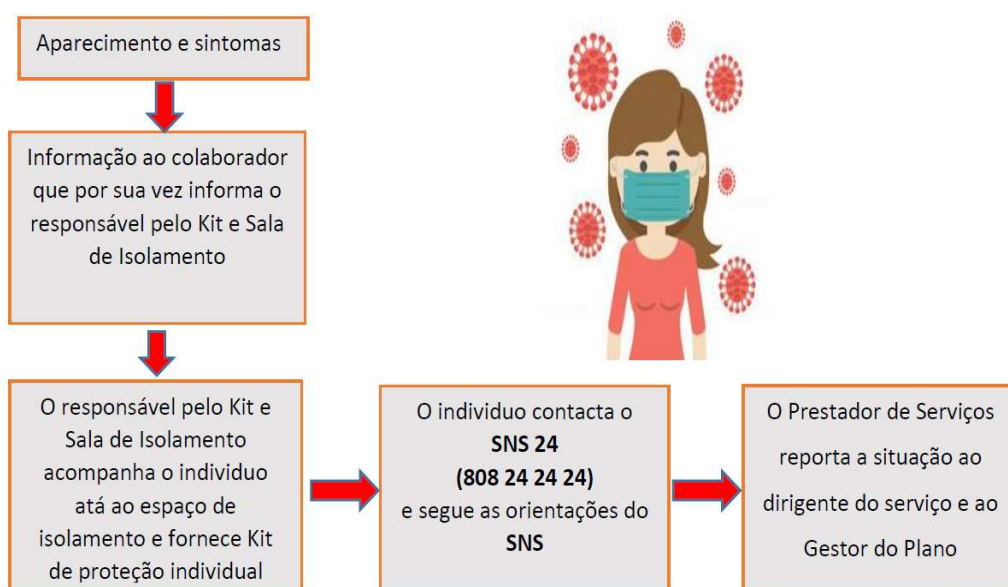 Aparecimento e sintomas
Informação ao colaborador
que por sua vez informa o
responsável pelo Kit e Sala
de Isolamento
O responsável pelo Kit e
Sala de Isolamento
acompanha o individuo
atá ao espaço de
isolamento e fornece Kit
de proteção individual
O individuo contacta o
SNS 24
(808 24 24 24)
e segue as orientações do
SNS
O Prestador de Serviços
reporta a situação ao
dirigente do serviço e ao
Gestor do Plano